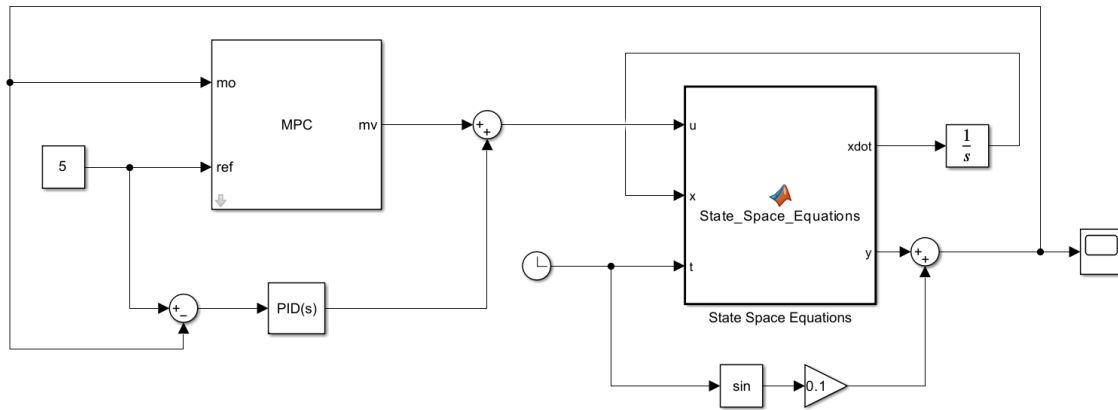 mo
MPC
mv
ref
5
+
+
u
xdot
1
s
x
State_Space_Equations
t
y
+
+
State Space Equations
+
−
PID(s)
sin
0.1